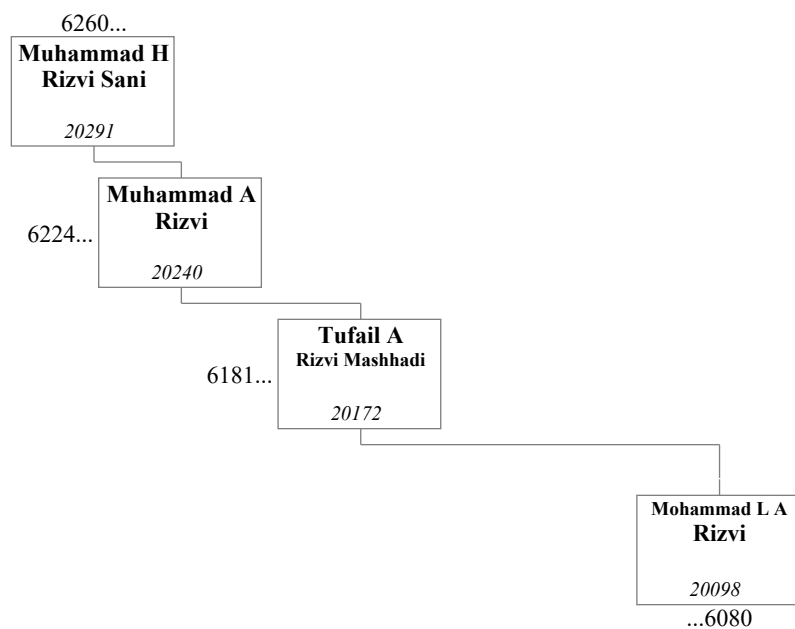 6260...
Muhammad H
Rizvi Sani
20291
Muhammad A
Rizvi
6224...
20240
Tufail A
Rizvi Mashhadi
6181...
20172
Mohammad L A
Rizvi
20098
...6080